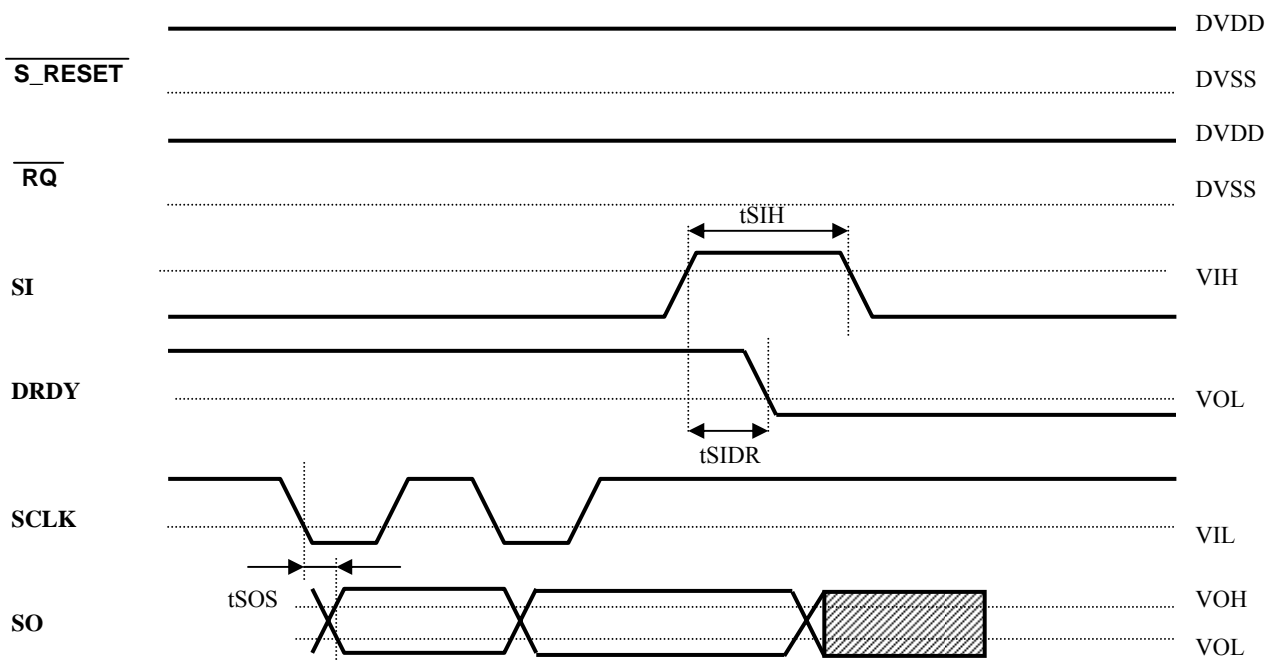 DVDD
S_RESET
DVSS
DVDD
RQ
DVSS
tSIH
SI
VIH
DRDY
VOL
tSIDR
SCLK
VIL
tSOS
VOH
SO
VOL